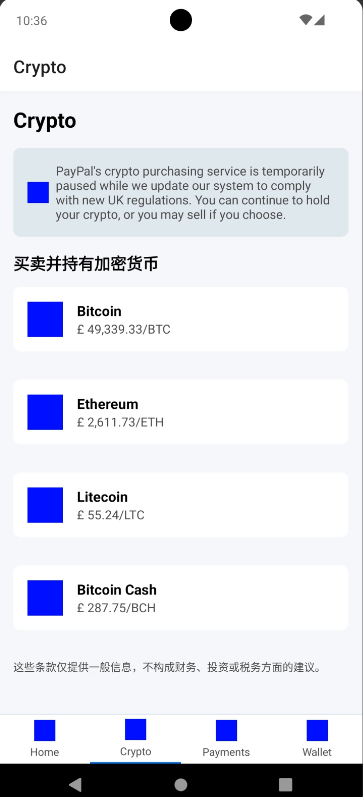 10:36
Crypto
Crypto
PayPal's crypto purchasing service is temporarily
paused while we update our system to comply
with new UK regulations. You can continue to hold
your crypto, or you may sell if you choose.
买卖并持有加密货币
Bitcoin
£ 49,339.33/BTC
Ethereum
£ 2,611.73/ETH
Litecoin
£ 55.24/LTC
Bitcoin Cash
£ 287.75/BCH
这些条款仅提供一般信息，不构成财务、投资或税务方面的建议。
Home Crypto Payments Wallet